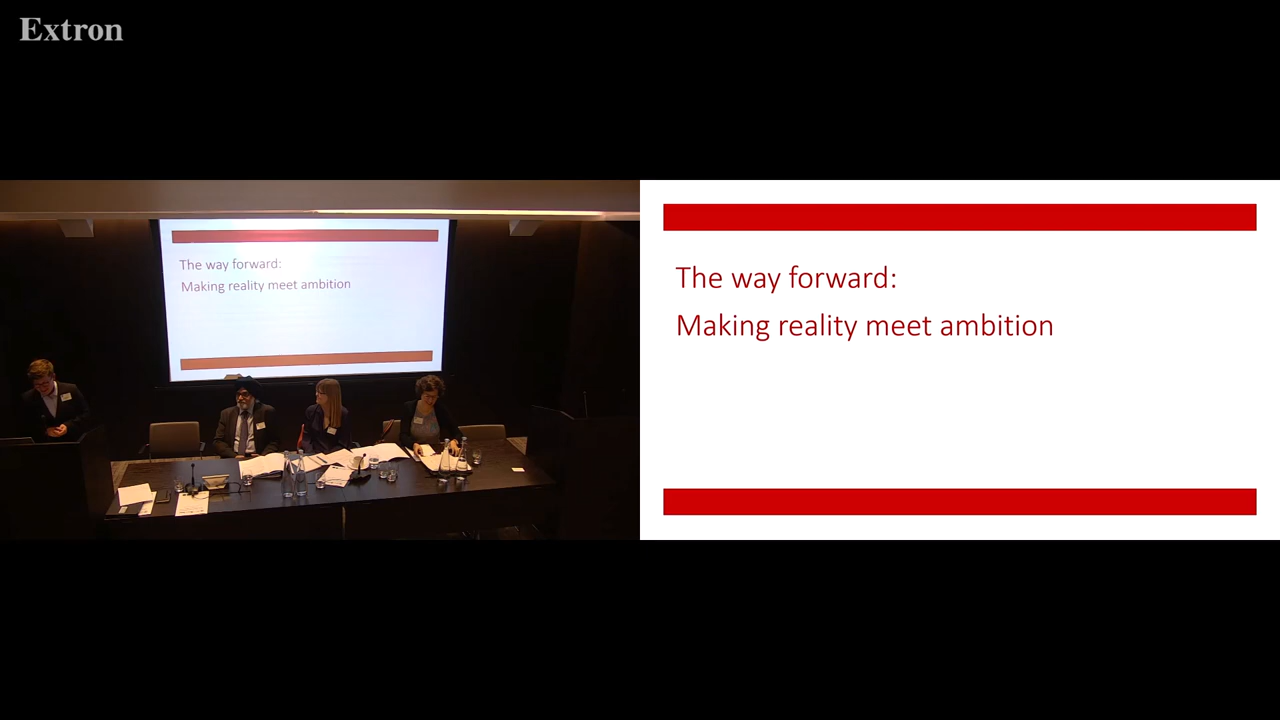 Extron
The way forward:
Making reality meet ambition
The way forward:
Making reality meet ambition